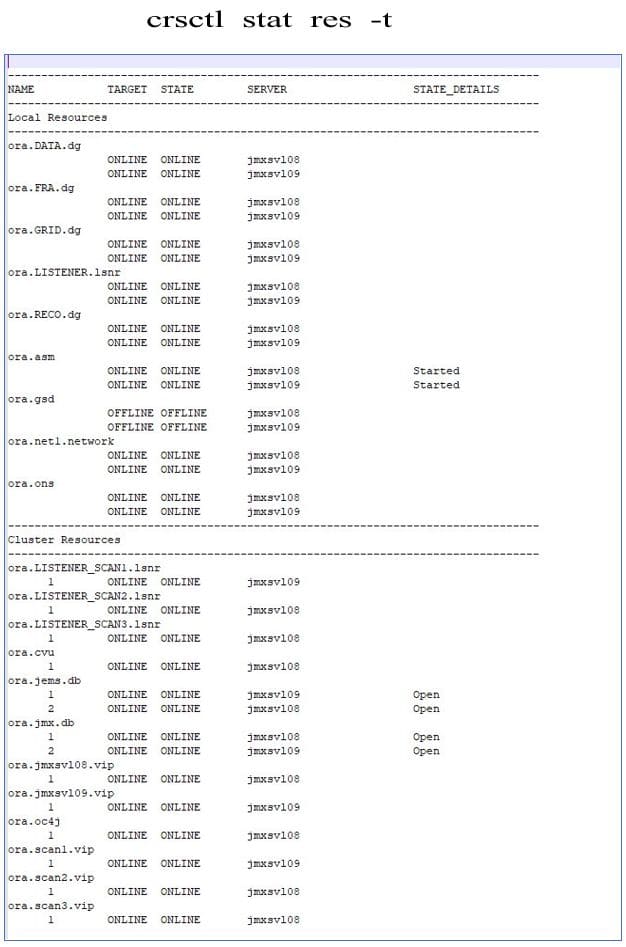 crsctl stat res -t
--------------------------------------------------------------------------------
NAME           TARGET  STATE        SERVER                   STATE_DETAILS
--------------------------------------------------------------------------------
Local Resources
--------------------------------------------------------------------------------
ora.DATA.dg
               ONLINE  ONLINE       jmxsvl08
               ONLINE  ONLINE       jmxsvl09
ora.FRA.dg
               ONLINE  ONLINE       jmxsvl08
               ONLINE  ONLINE       jmxsvl09
ora.GRID.dg
               ONLINE  ONLINE       jmxsvl08
               ONLINE  ONLINE       jmxsvl09
ora.LISTENER.lsnr
               ONLINE  ONLINE       jmxsvl08
               ONLINE  ONLINE       jmxsvl09
ora.RECO.dg
               ONLINE  ONLINE       jmxsvl08
               ONLINE  ONLINE       jmxsvl09
ora.asm
               ONLINE  ONLINE       jmxsvl08                 Started
               ONLINE  ONLINE       jmxsvl09                 Started
ora.gsd
               OFFLINE OFFLINE      jmxsvl08
               OFFLINE OFFLINE      jmxsvl09
ora.net1.network
               ONLINE  ONLINE       jmxsvl08
               ONLINE  ONLINE       jmxsvl09
ora.ons
               ONLINE  ONLINE       jmxsvl08
               ONLINE  ONLINE       jmxsvl09
--------------------------------------------------------------------------------
Cluster Resources
--------------------------------------------------------------------------------
ora.LISTENER_SCAN1.lsnr
      1        ONLINE  ONLINE       jmxsvl09
ora.LISTENER_SCAN2.lsnr
      1        ONLINE  ONLINE       jmxsvl08
ora.LISTENER_SCAN3.lsnr
      1        ONLINE  ONLINE       jmxsvl08
ora.cvu
      1        ONLINE  ONLINE       jmxsvl08
ora.jems.db
      1        ONLINE  ONLINE       jmxsvl09                 Open
      2        ONLINE  ONLINE       jmxsvl08                 Open
ora.jmx.db
      1        ONLINE  ONLINE       jmxsvl08                 Open
      2        ONLINE  ONLINE       jmxsvl09                 Open
ora.jmxsvl08.vip
      1        ONLINE  ONLINE       jmxsvl08
ora.jmxsvl09.vip
      1        ONLINE  ONLINE       jmxsvl09
ora.oc4j
      1        ONLINE  ONLINE       jmxsvl08
ora.scan1.vip
      1        ONLINE  ONLINE       jmxsvl09
ora.scan2.vip
      1        ONLINE  ONLINE       jmxsvl08
ora.scan3.vip
      1        ONLINE  ONLINE       jmxsvl08